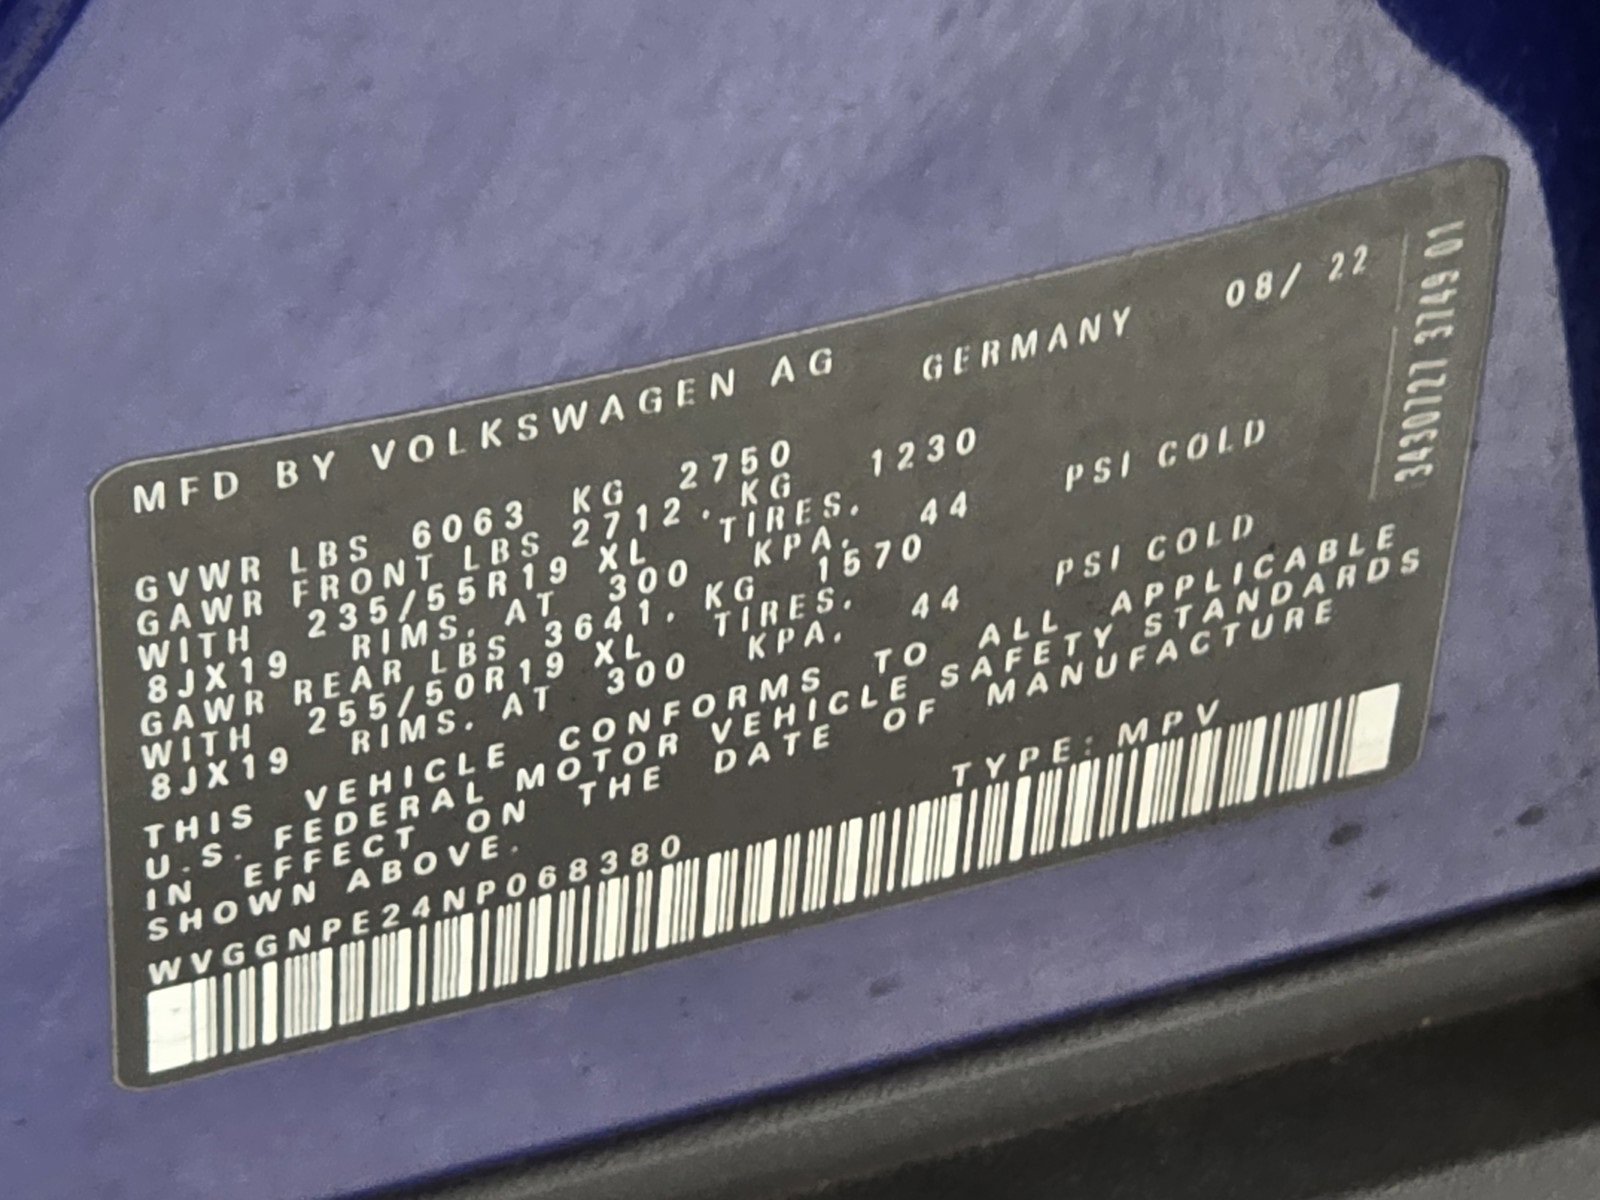 MFD BY VOLKSWAGEN AG GERMANY 08/ 22
GVWR LBS 6063 KG 2750
GAWR FRONT LBS 2712. KG 1230
WITH 235/55R19 XL TIRES.
8JX19 RIMS. AT 300 KPA. 44 PSI COLD
GAWR REAR LBS 3641. KG 1570
WITH 255/50R19 XL TIRES.
8JX19 RIMS. AT 300 KPA. 44 PSI COLD
THIS VEHICLE CONFORMS TO ALL APPLICABLE
U.S. FEDERAL MOTOR VEHICLE SAFETY STANDARDS
IN EFFECT ON THE DATE OF MANUFACTURE
SHOWN ABOVE.
WVGGNPE24NP068380 TYPE: MPV
3430727 3749 01